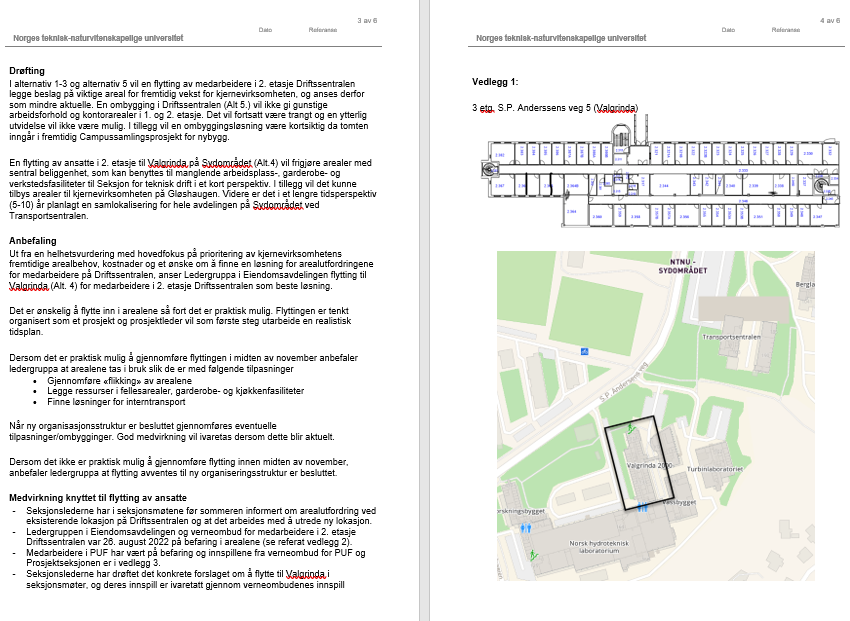 3 av 6
Dato Referanse
Norges teknisk-naturvitenskapelige universitet
Drøfting
I alternativ 1-3 og alternativ 5 vil en flytting av medarbeidere i 2. etasje Driftssentralen
legge beslag på viktige areal for fremtidig vekst for kjernevirksomheten, og anses derfor
som mindre aktuelle. En ombygging i Driftssentralen (Alt 5.) vil ikke gi gunstige
arbeidsforhold og kontorarealer i 1. og 2. etasje. Det vil fortsatt være trangt og en ytterlig
utvidelse vil ikke være mulig. I tillegg vil en ombyggingsløsning være kortsiktig da tomten
inngår i fremtidig Campussamlingsprosjekt for nybygg.
En flytting av ansatte i 2. etasje til Valgrinda på Sydområdet (Alt.4) vil frigjøre arealer med
sentral beliggenhet, som kan benyttes til manglende arbeidsplass-, garderobe- og
verkstedsfasiliteter til Seksjon for teknisk drift i et kort perspektiv. I tillegg vil det kunne
tilbys arealer til kjernevirksomheten på Gløshaugen. Videre er det i et lengre tidsperspektiv
(5-10) år planlagt en samlokalisering for hele avdelingen på Sydområdet ved
Transportsentralen.
Anbefaling
Ut fra en helhetsvurdering med hovedfokus på prioritering av kjernevirksomhetens
fremtidige arealbehov, kostnader og et ønske om å finne en løsning for arealutfordringene
for medarbeidere på Driftssentralen, anser Ledergruppa i Eiendomsavdelingen flytting til
Valgrinda (Alt. 4) for medarbeidere i 2. etasje Driftssentralen som beste løsning.
Det er ønskelig å flytte inn i arealene så fort det er praktisk mulig. Flyttingen er tenkt
organisert som et prosjekt og prosjektleder vil som første steg utarbeide en realistisk
tidsplan.
Dersom det er praktisk mulig å gjennomføre flyttingen i midten av november anbefaler
ledergruppa at arealene tas i bruk slik de er med følgende tilpasninger
• Gjennomføre «flikking» av arealene
• Legge ressurser i fellesarealer, garderobe- og kjøkkenfasiliteter
• Finne løsninger for interntransport
Når ny organisasjonsstruktur er besluttet gjennomføres eventuelle
tilpasninger/ombygginger. God medvirkning vil ivaretas dersom dette blir aktuelt.
Dersom det ikke er praktisk mulig å gjennomføre flytting innen midten av november,
anbefaler ledergruppa at flytting avventes til ny organiseringsstruktur er besluttet.
Medvirkning knyttet til flytting av ansatte
- Seksjonslederne har i seksjonsmøtene før sommeren informert om arealutfordring ved
eksisterende lokasjon på Driftssentralen og at det arbeides med å utrede ny lokasjon.
- Ledergruppen i Eiendomsavdelingen og verneombud for medarbeidere i 2. etasje
Driftssentralen var 26. august 2022 på befaring i arealene (se referat vedlegg 2).
- Medarbeidere i PUF har vært på befaring og innspillene fra verneombud for PUF og
Prosjektseksjonen er i vedlegg 3.
- Seksjonslederne har drøftet det konkrete forslaget om å flytte til Valgrinda i
seksjonsmøter, og deres innspill er ivaretatt gjennom verneombudenes innspill
4 av 6
Dato Referanse
Norges teknisk-naturvitenskapelige universitet
Vedlegg 1:
3 etg. S.P. Anderssens veg 5 (Valgrinda)
NTNU -
SYDOMRÅDET
Transportsentralen
S.P. Andersens veg
Turbinlaboratoriet
Norsk hydroteknisk
laboratorium